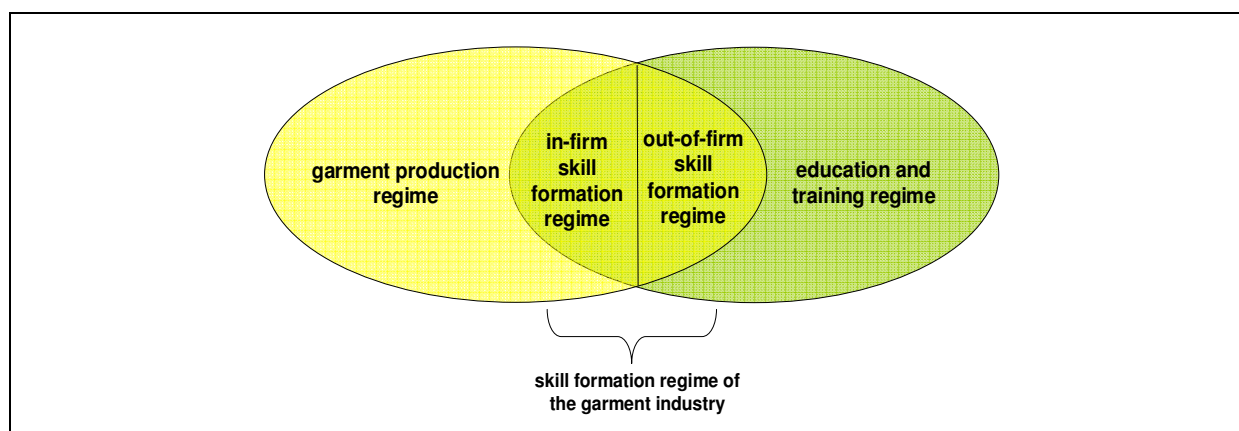 garment production
regime
in-firm
skill
formation
regime
out-of-firm
skill
formation
regime
education and
training regime
skill formation regime of
the garment industry